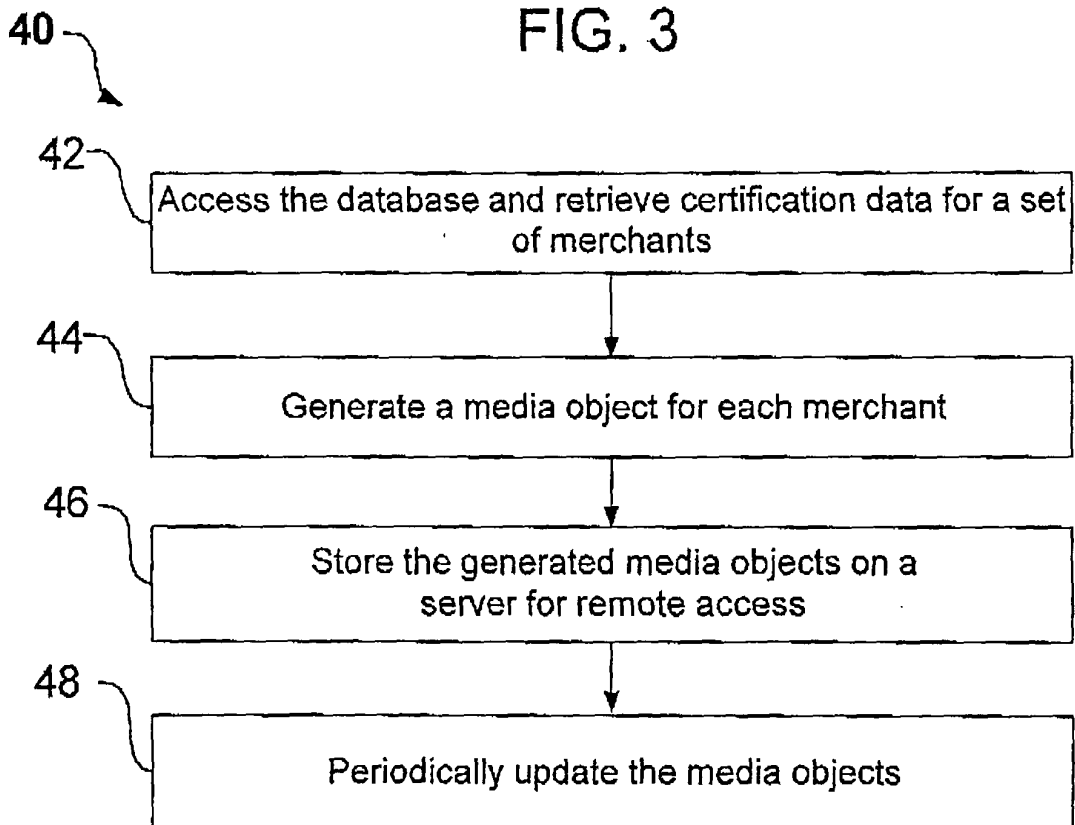 FIG. 3
40
42
Access the database and retrieve certification data for a set
of merchants
44
Generate a media object for each merchant
46
Store the generated media objects on a
server for remote access
48
Periodically update the media objects